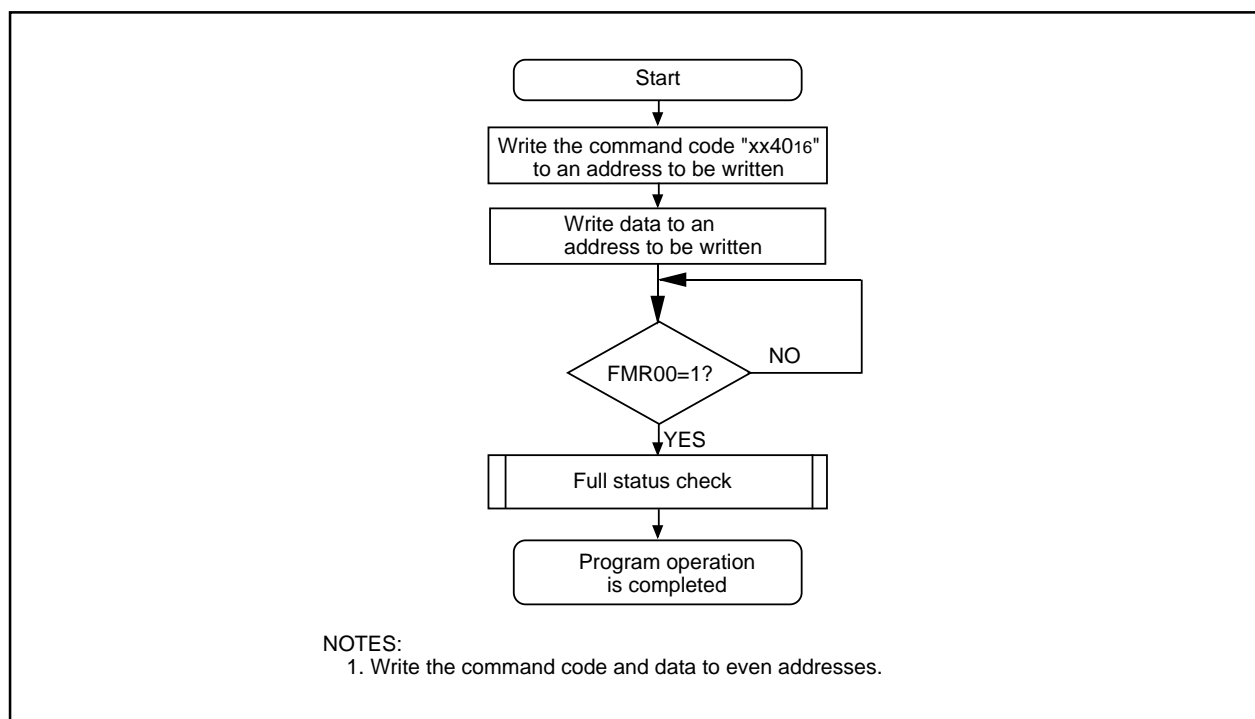 Start
Write the command code "xx4016"
to an address to be written
Write data to an
address to be written
FMR00=1?
NO
YES
Full status check
Program operation
is completed
NOTES:
1. Write the command code and data to even addresses.